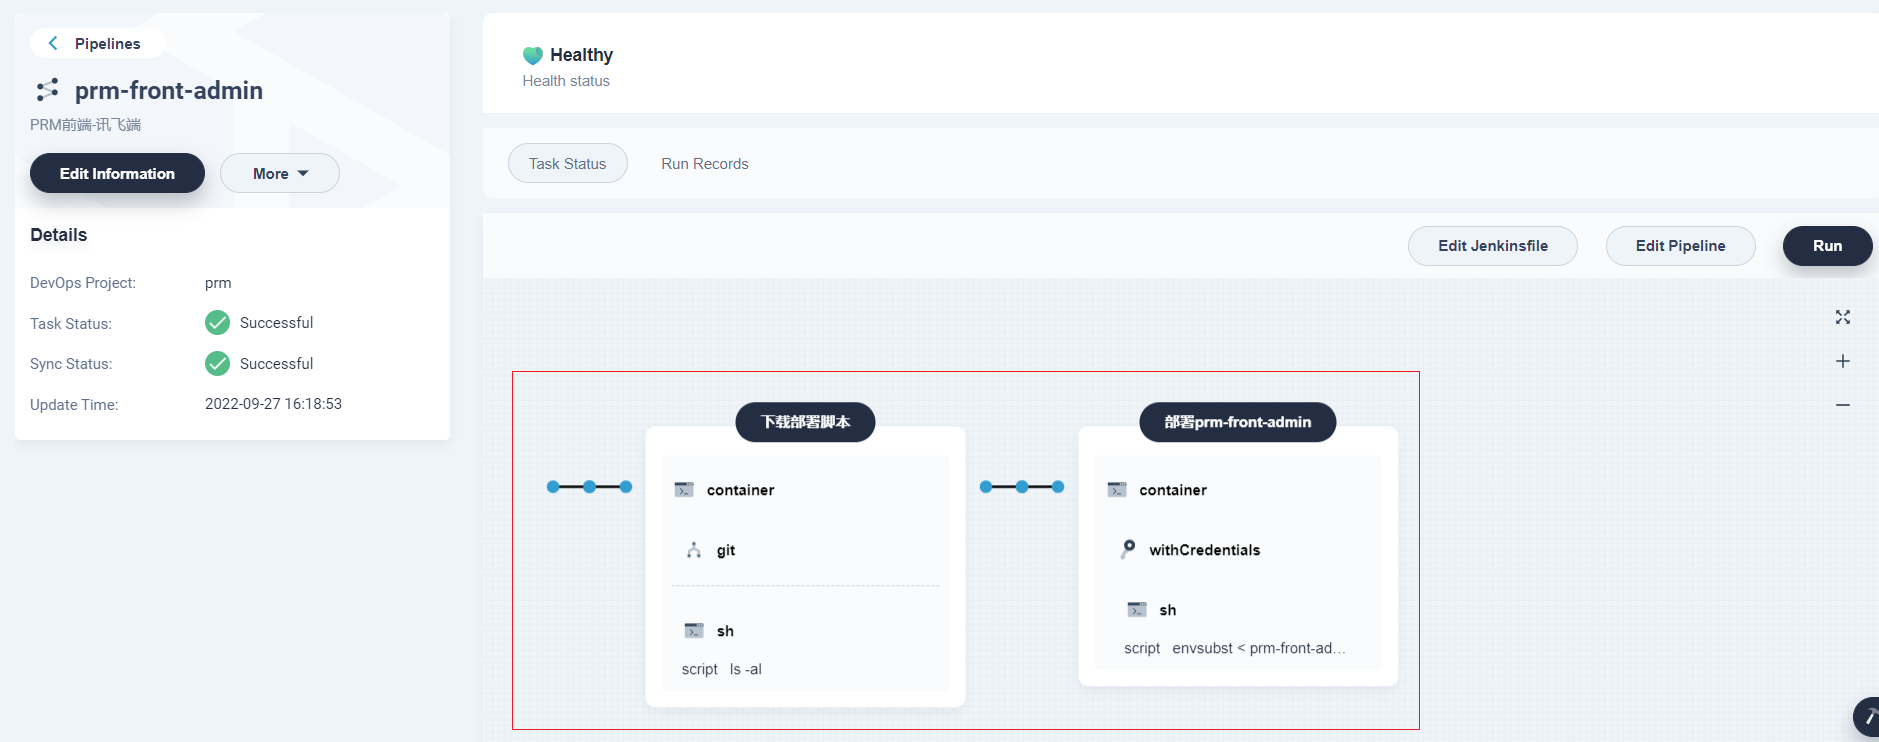 Pipelines
prm-front-admin
PRM前端-讯飞端
Edit Information
More
Details
DevOps Project: prm
Task Status: Successful
Sync Status: Successful
Update Time: 2022-09-27 16:18:53
Healthy
Health status
Task Status Run Records
Edit Jenkinsfile Edit Pipeline Run
下载部署脚本
container
git
sh
script ls -al
部署prm-front-admin
container
withCredentials
sh
script envsubst < prm-front-ad...